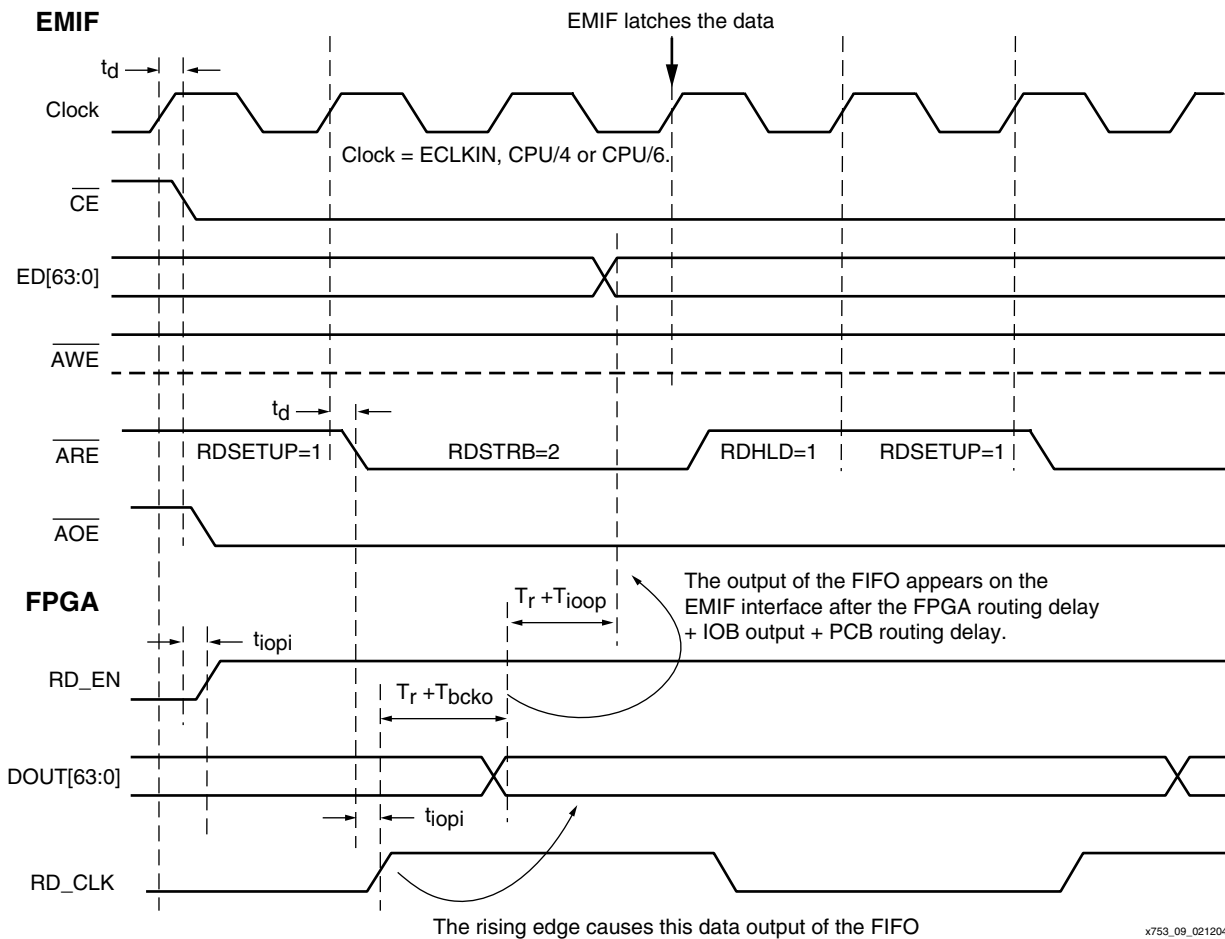 EMIF
EMIF latches the data
td
Clock
Clock = ECLKIN, CPU/4 or CPU/6.
CE
ED[63:0]
AWE
td
ARE
RDSETUP=1
RDSTRB=2
RDHLD=1
RDSETUP=1
AOE
FPGA
Tr +Tioop
The output of the FIFO appears on the
EMIF interface after the FPGA routing delay
+ IOB output + PCB routing delay.
tiopi
RD_EN
Tr +Tbcko
DOUT[63:0]
tiopi
RD_CLK
The rising edge causes this data output of the FIFO
x753_09_021204